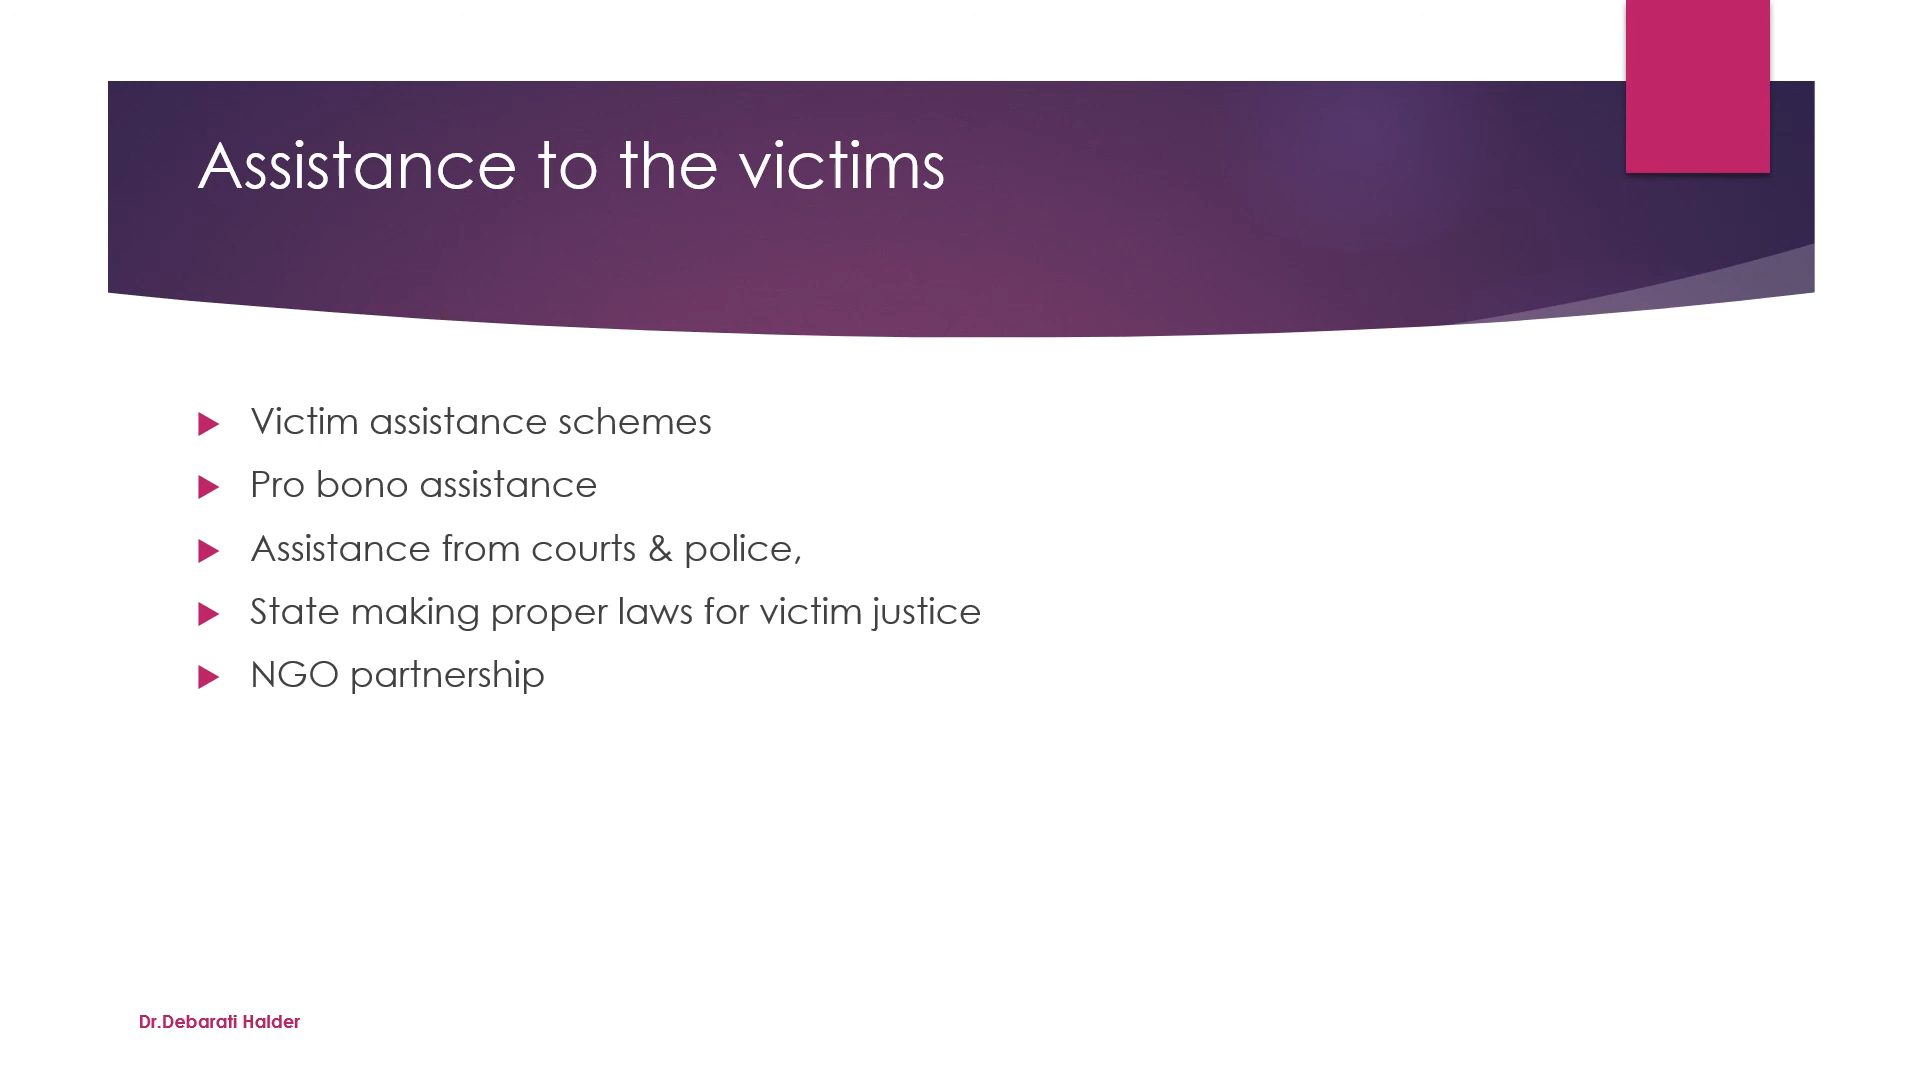 Assistance to the victims
Victim assistance schemes
Pro bono assistance
Assistance from courts & police,
State making proper laws for victim justice
NGO partnership
Dr.Debarati Halder